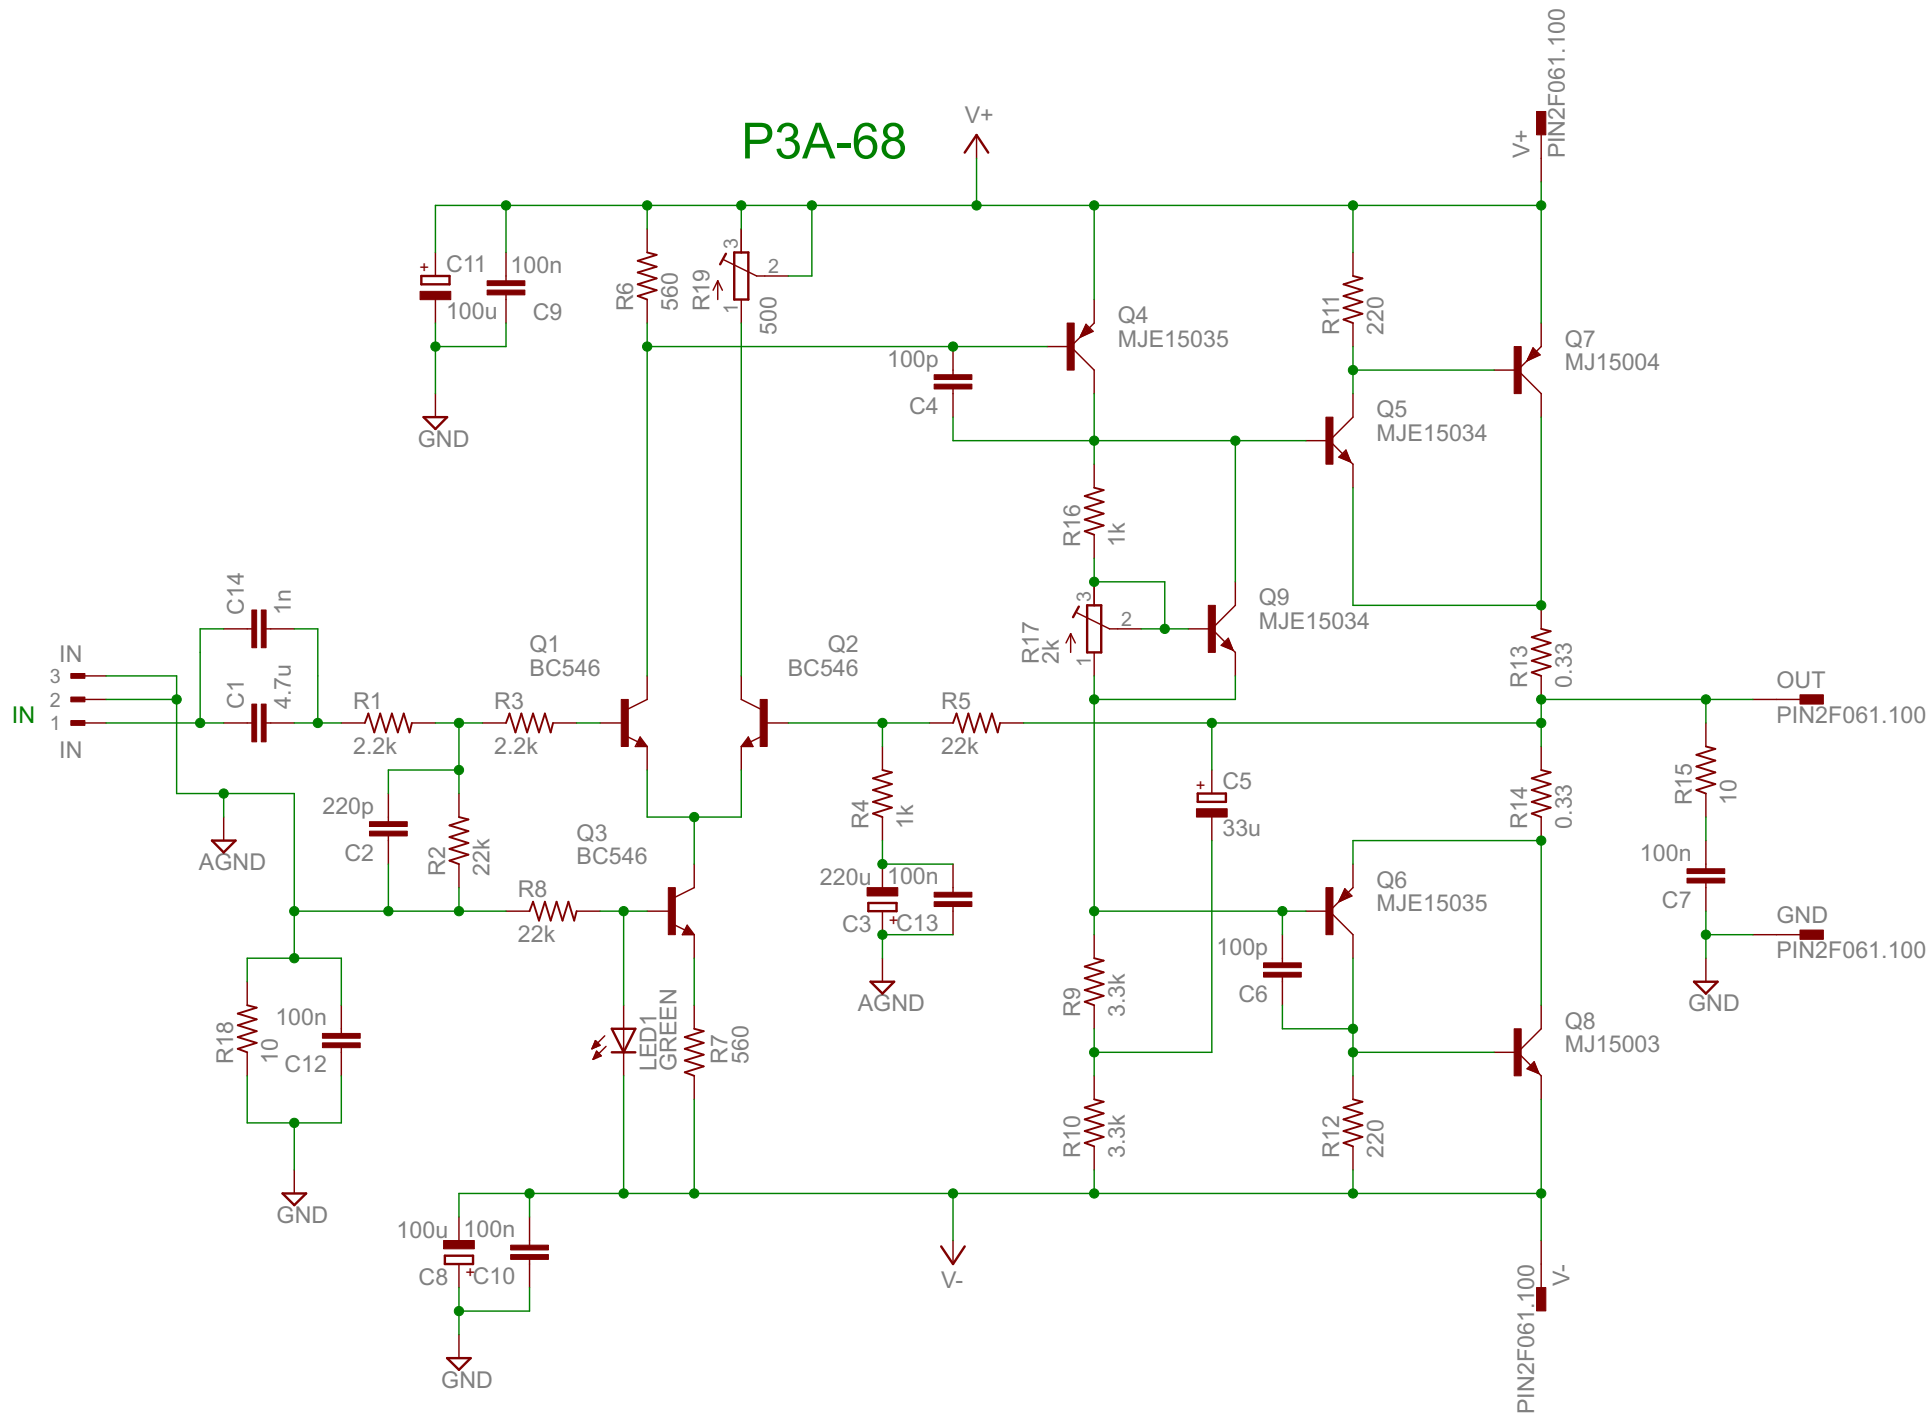 P3A-68
V+
V+
PIN2F061.100
C11
100u
100n
C9
GND
R6
560
R19
3
2
1
500
Q4
MJE15035
100p
C4
R11
220
Q7
MJ15004
Q5
MJE15034
R16
1k
R17
2k
3
2
1
Q9
MJE15034
R13
0.33
C14
1n
C1
4.7u
IN
3
2
1
IN
IN
R1
2.2k
R3
2.2k
Q1
BC546
Q2
BC546
R5
22k
OUT
PIN2F061.100
AGND
220p
C2
R2
22k
Q3
BC546
R8
22k
R4
1k
220u
C3
100n
C13
AGND
C5
33u
R14
0.33
R15
10
100n
C7
GND
PIN2F061.100
GND
Q6
MJE15035
100p
C6
R9
3.3k
R10
3.3k
R12
220
Q8
MJ15003
R18
10
100n
C12
GND
LED1
GREEN
R7
560
100u
C8
100n
C10
GND
V-
V-
PIN2F061.100